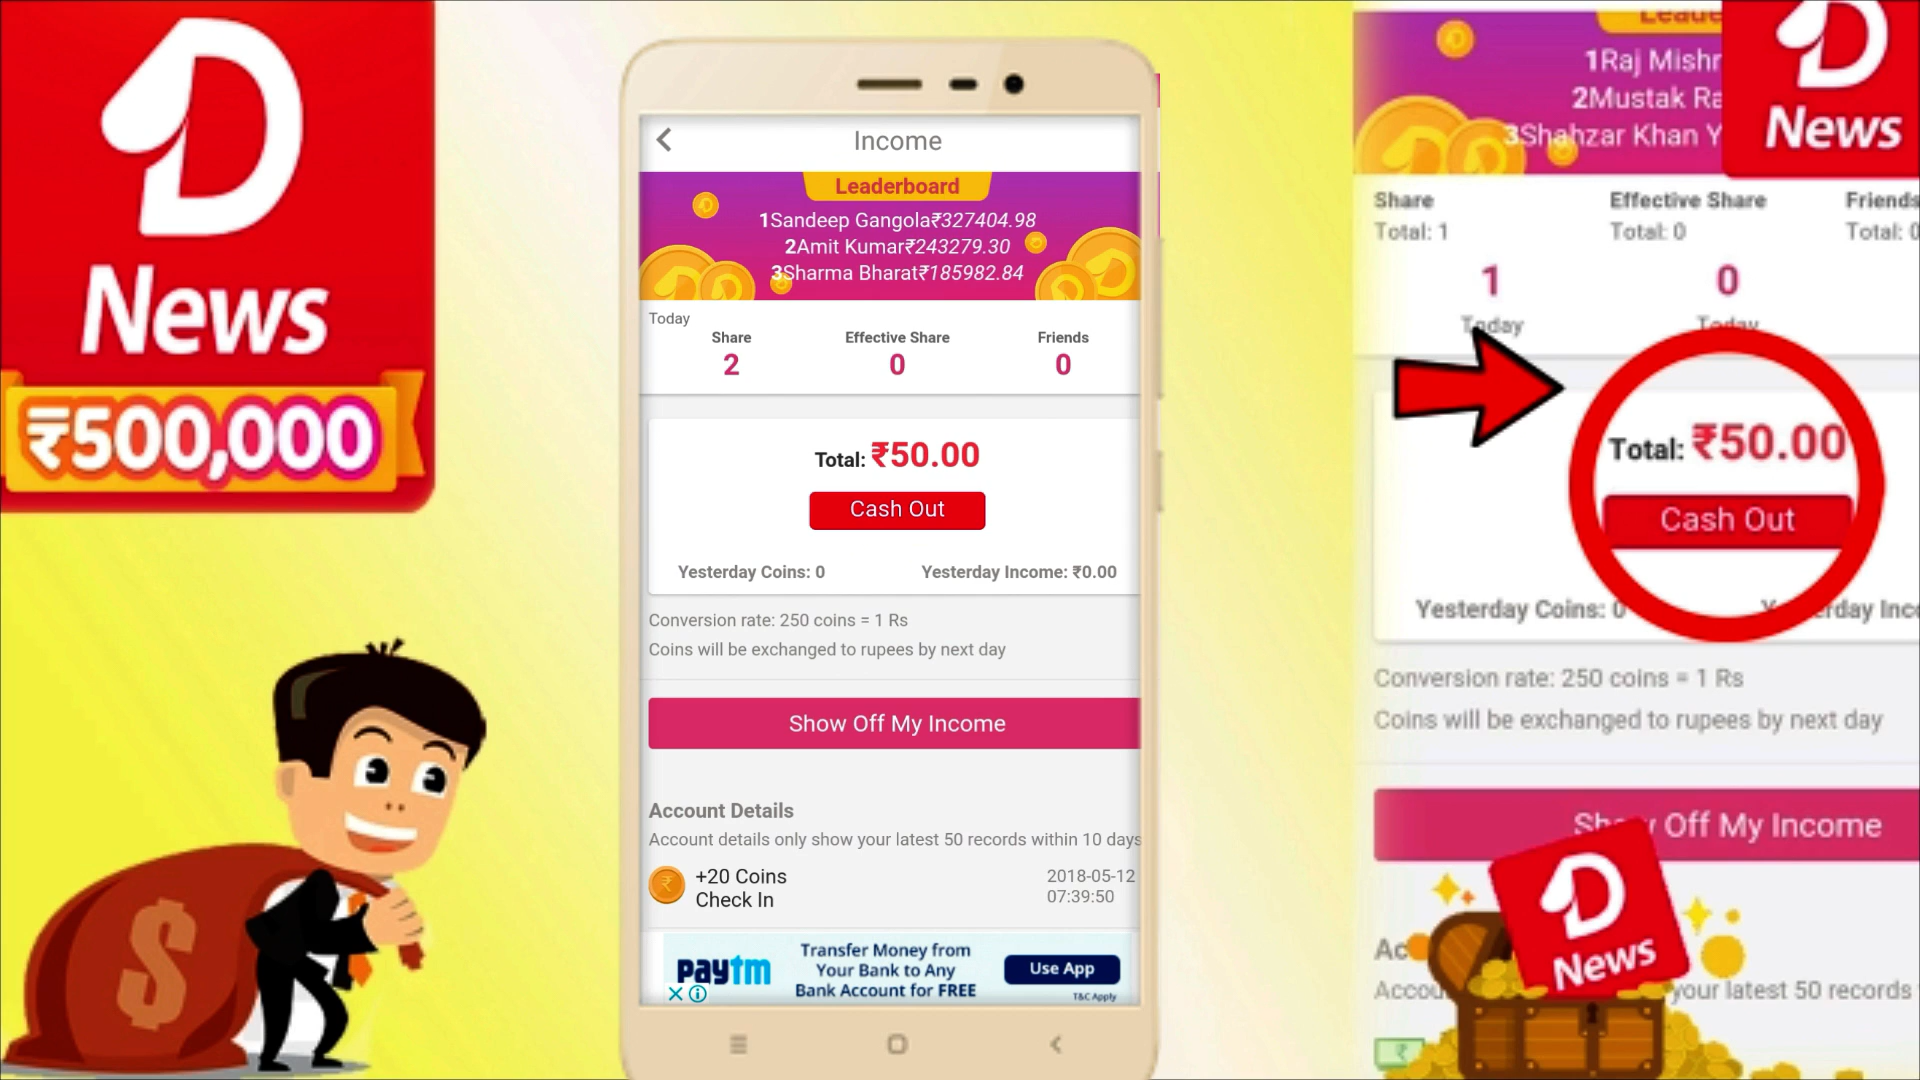 News
₹500,000
Income
Leaderboard
1Sandeep Gangola₹327404.98
2Amit Kumar₹243279.30
3Sharma Bharat₹185982.84
Today
Share Effective Share Friends
2 0 0
Total: ₹50.00
Cash Out
Yesterday Coins: 0 Yesterday Income: ₹0.00
Conversion rate: 250 coins = 1 Rs
Coins will be exchanged to rupees by next day
Show Off My Income
Account Details
Account details only show your latest 50 records within 10 days
+20 Coins 2018-05-12
Check In 07:39:50
paytm
Transfer Money from
Your Bank to Any
Bank Account for FREE
Use App
T&C Apply
1Raj Mishr
2Mustak Ra
3Shahzar Khan Y
News
Share Effective Share Friends
Total: 1 Total: 0 Total: 0
1 0
Today Today
Total: ₹50.00
Cash Out
Yesterday Coins: 0
Conversion rate: 250 coins = 1 Rs
Coins will be exchanged to rupees by next day
Show Off My Income
News
your latest 50 records